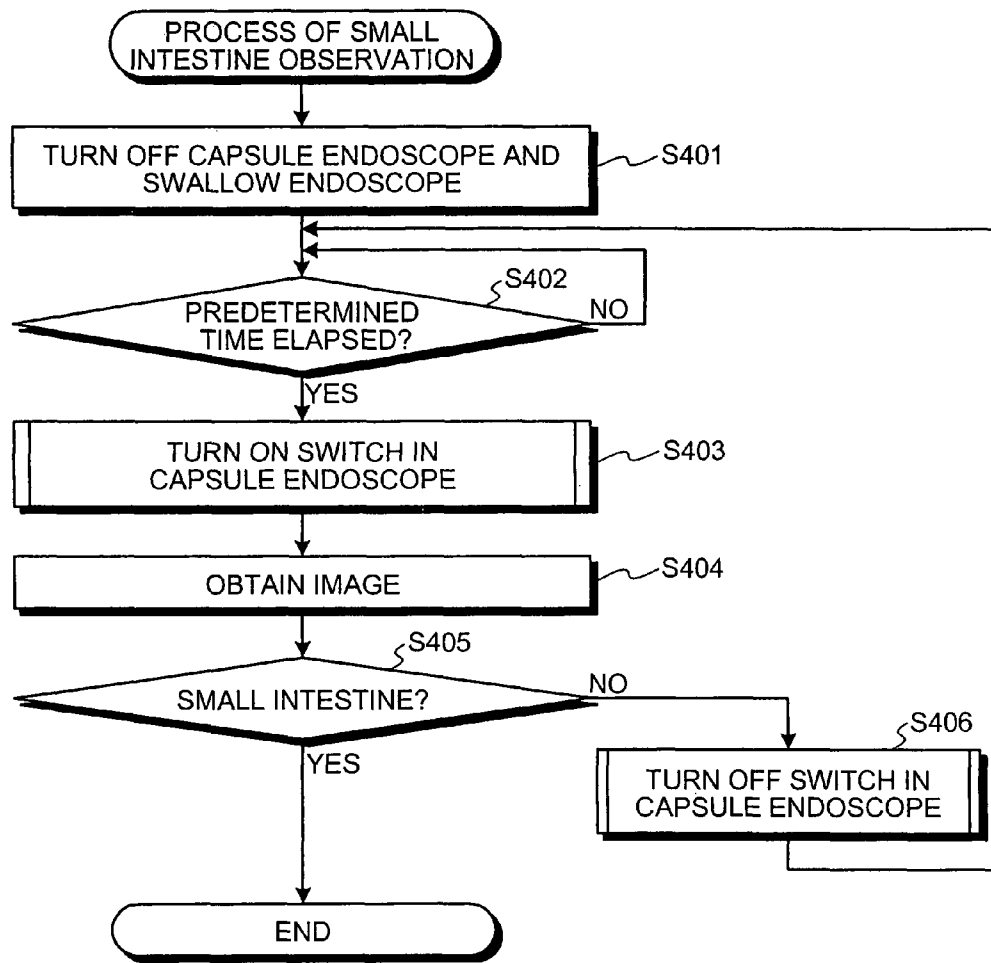 PROCESS OF SMALL
INTESTINE OBSERVATION
TURN OFF CAPSULE ENDOSCOPE AND
SWALLOW ENDOSCOPE
S401
S402
PREDETERMINED
TIME ELAPSED?
NO
YES
TURN ON SWITCH IN
CAPSULE ENDOSCOPE
S403
OBTAIN IMAGE
S404
S405
SMALL INTESTINE?
NO
YES
S406
TURN OFF SWITCH IN
CAPSULE ENDOSCOPE
END